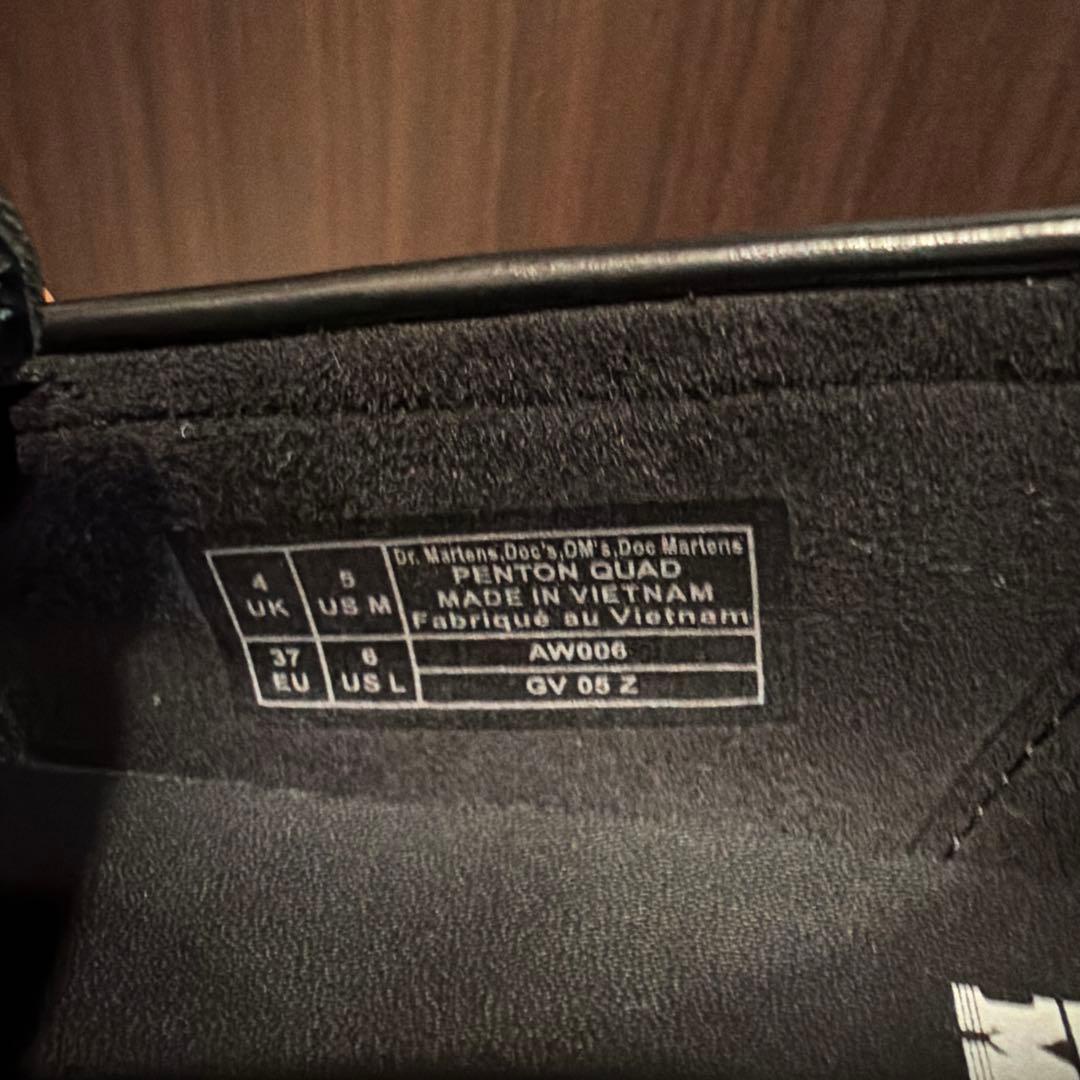 4
UK
5
US M
Dr. Martens,Doc's,DM's,Doc Martens
PENTON QUAD
MADE IN VIETNAM
Fabriqué au Vietnam
37
EU
6
US L
AW006
GV 05 Z